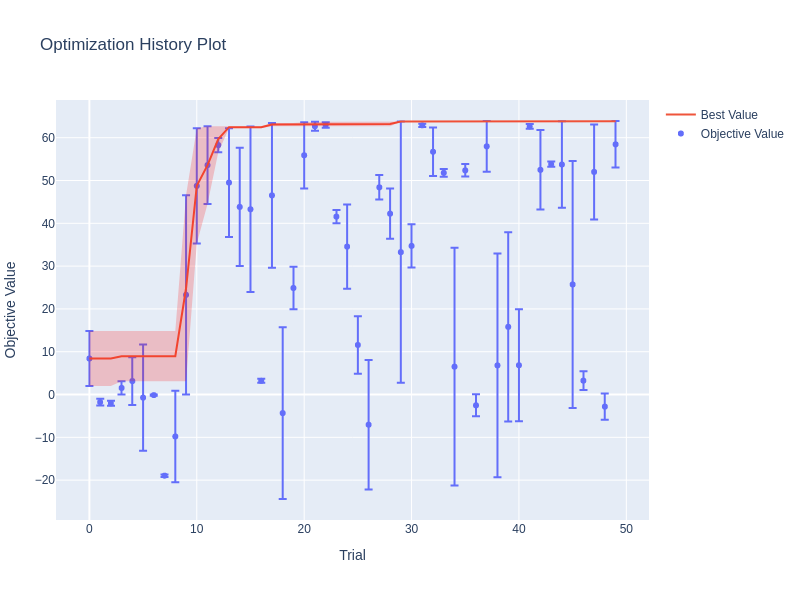 Optimization History Plot
Best Value
Objective Value
60
50
40
30
20
10
0
−10
−20
Objective Value
0 10 20 30 40 50
Trial